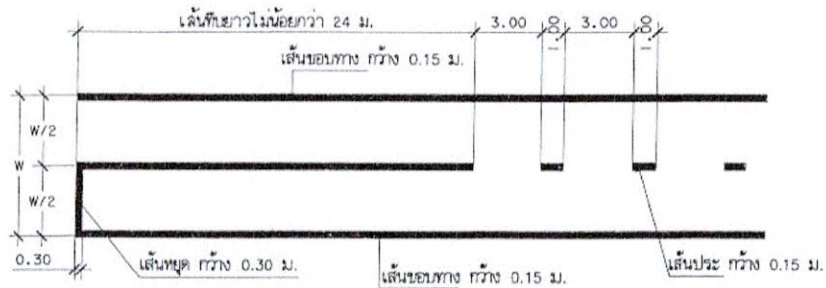 เส้นทึบยาวไม่น้อยกว่า 24 ม.
3.00
1.00
3.00
1.00
เส้นขอบทาง กว้าง 0.15 ม.
W/2
W
W/2
0.30
เส้นหยุด กว้าง 0.30 ม.
เส้นขอบทาง กว้าง 0.15 ม.
เส้นประ กว้าง 0.15 ม.